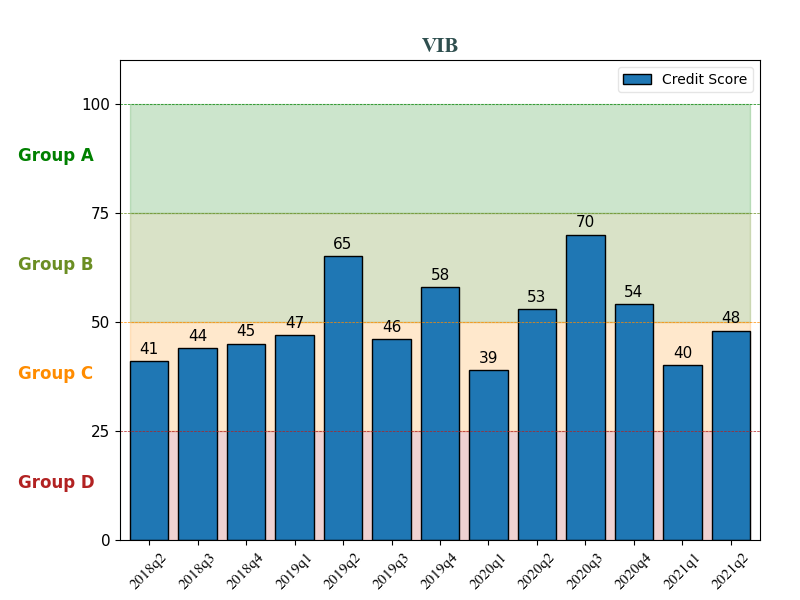 VIB
Credit Score
100
75
50
25
0
Group A
Group B
Group C
Group D
41
44
45
47
65
46
58
39
53
70
54
40
48
2018q2
2018q3
2018q4
2019q1
2019q2
2019q3
2019q4
2020q1
2020q2
2020q3
2020q4
2021q1
2021q2